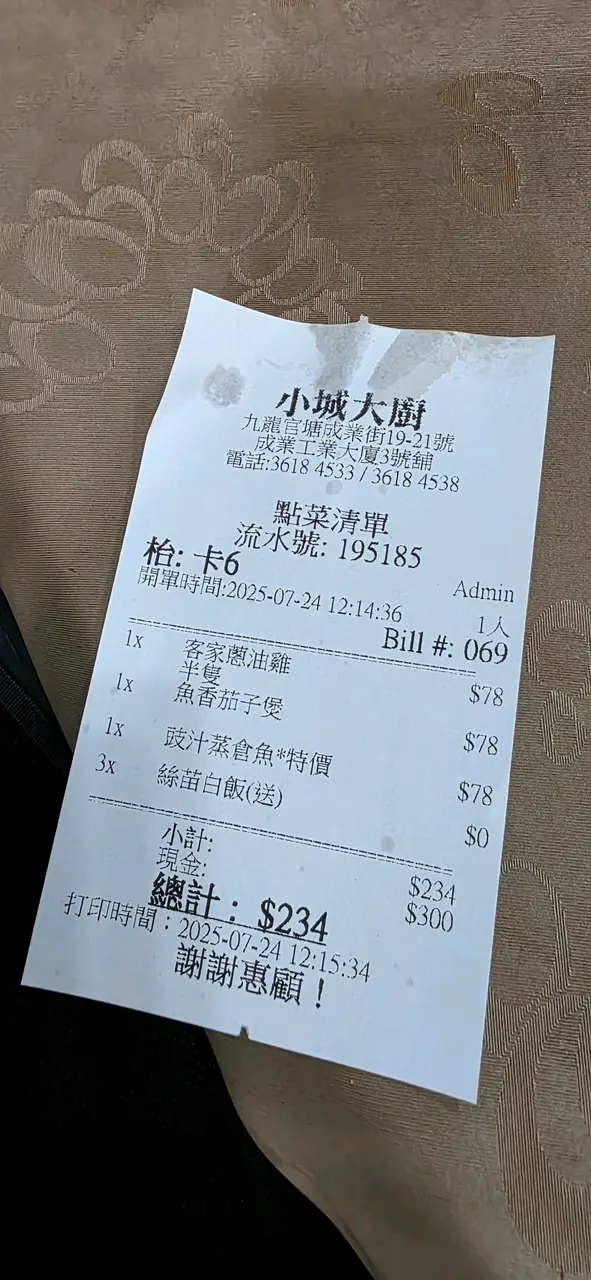 小城大廚
九龍官塘成業街19-21號
成業工業大廈3號舖
電話:3618 4533 / 3618 4538
點菜清單
流水號: 195185
枱: 卡6
Admin
開單時間:2025-07-24 12:14:36
1人
Bill #: 069
1x 客家蔥油雞 $78
半隻
1x 魚香茄子煲 $78
1x 豉汁蒸倉魚*特價 $78
3x 絲苗白飯(送) $0
小計: $234
現金: $300
總計： $234
打印時間：2025-07-24 12:15:34
謝謝惠顧！